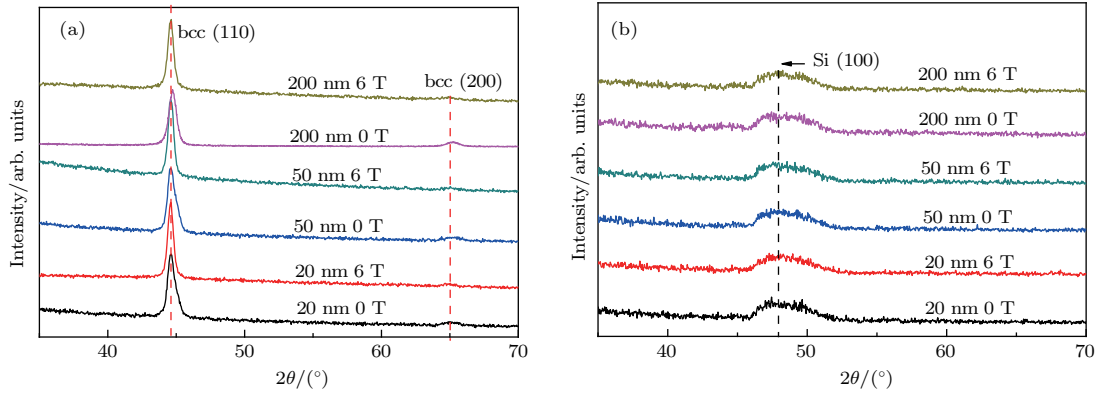 (a)
bcc (110)
bcc (200)
200 nm 6 T
200 nm 0 T
50 nm 6 T
50 nm 0 T
20 nm 6 T
20 nm 0 T
Intensity/arb. units
40 50 60 70
2θ/(°)
(b)
Si (100)
200 nm 6 T
200 nm 0 T
50 nm 6 T
50 nm 0 T
20 nm 6 T
20 nm 0 T
Intensity/arb. units
40 50 60 70
2θ/(°)